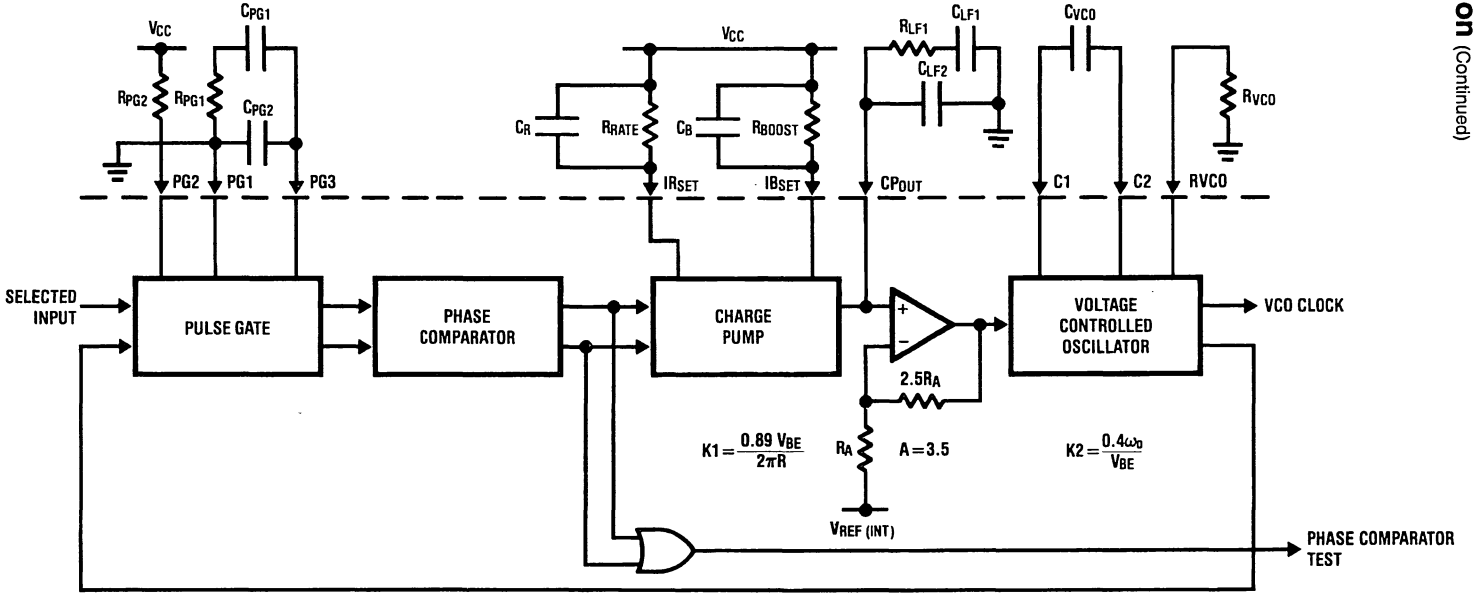 on (Continued)
CPG1
VCC
RPG2
RPG1
CPG2
VCC
CR
RRATE
CB
RBOOST
RLF1
CLF1
CLF2
CVCO
RVCO
PG2
PG1
PG3
IRSET
IBSET
CPOUT
C1
C2
RVCO
SELECTED
INPUT
PULSE GATE
PHASE
COMPARATOR
CHARGE
PUMP
+
−
VOLTAGE
CONTROLLED
OSCILLATOR
VCO CLOCK
2.5RA
K1 = 0.89 VBE / 2πR
RA
A = 3.5
K2 = 0.4ωo / VBE
VREF (INT)
PHASE COMPARATOR
TEST